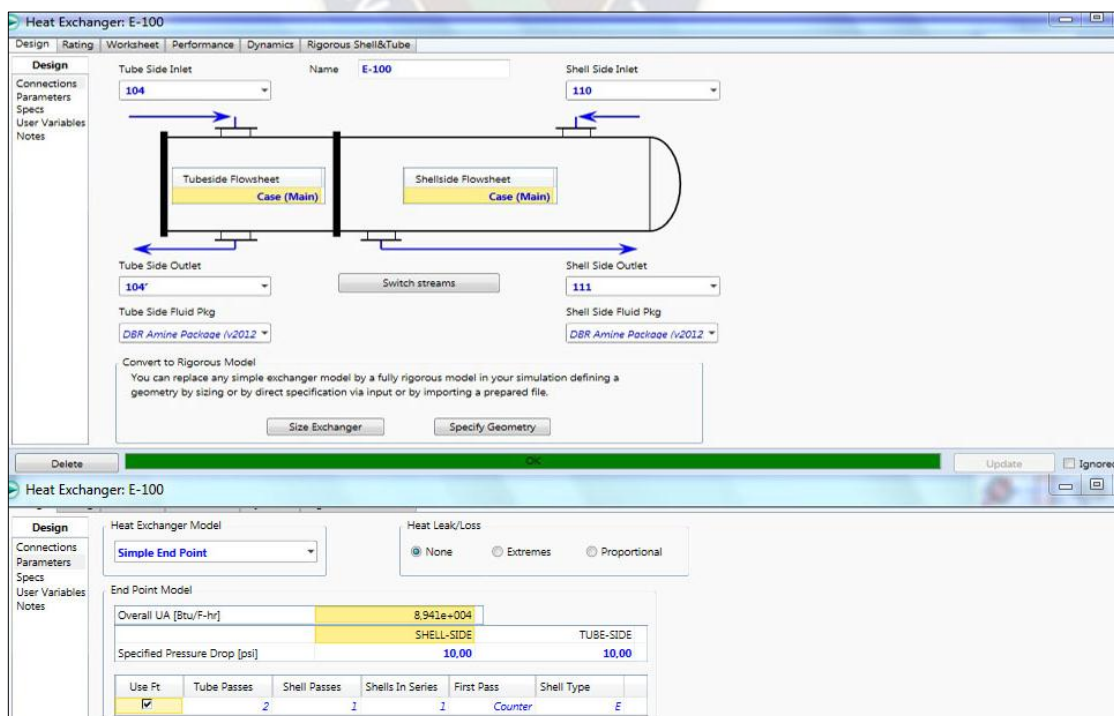 Heat Exchanger: E-100
Design Rating Worksheet Performance Dynamics Rigorous Shell&Tube
Design
Connections
Parameters
Specs
User Variables
Notes
Tube Side Inlet Name E-100 Shell Side Inlet
104 110
Tubeside Flowsheet Shellside Flowsheet
Case (Main) Case (Main)
Tube Side Outlet Shell Side Outlet
104' Switch streams 111
Tube Side Fluid Pkg Shell Side Fluid Pkg
DBR Amine Package (v2012 DBR Amine Package (v2012
Convert to Rigorous Model
You can replace any simple exchanger model by a fully rigorous model in your simulation defining a
geometry by sizing or by direct specification via input or by importing a prepared file.
Size Exchanger Specify Geometry
Delete OK Update Ignored
Heat Exchanger: E-100
Design
Connections
Parameters
Specs
User Variables
Notes
Heat Exchanger Model Heat Leak/Loss
Simple End Point None Extremes Proportional
End Point Model
Overall UA [Btu/F-hr] 8,941e+004
SHELL-SIDE TUBE-SIDE
Specified Pressure Drop [psi] 10,00 10,00
Use Ft Tube Passes Shell Passes Shells In Series First Pass Shell Type
2 1 1 Counter E